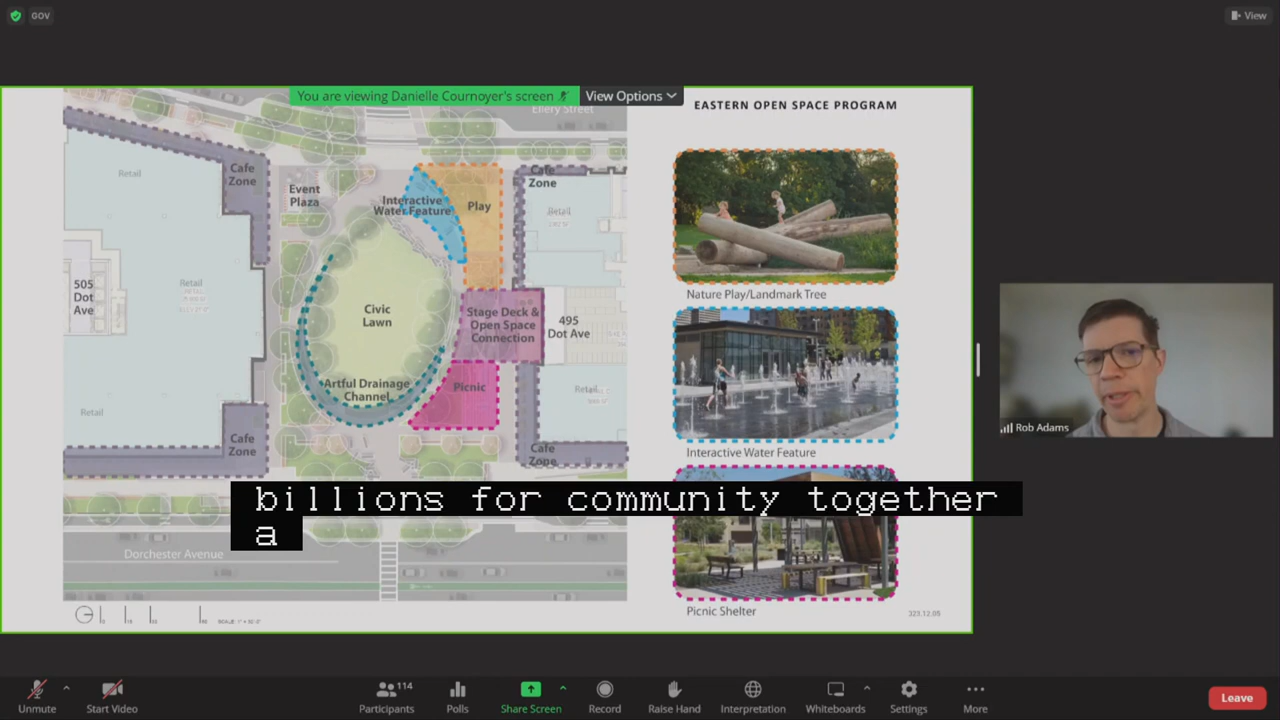 GOV
View
You are viewing Danielle Cournoyer's screen
View Options
Ellery Street
EASTERN OPEN SPACE PROGRAM
Retail
Cafe
Zone
Event
Plaza
Interactive
Water Feature
Play
Cafe
Zone
Retail
505
Dot
Ave
Retail
Civic
Lawn
Stage Deck &
Open Space
Connection
495
Dot Ave
Artful Drainage
Channel
Picnic
Retail
Retail
Cafe
Zone
Cafe
Zone
Dorchester Avenue
Nature Play/Landmark Tree
Interactive Water Feature
Picnic Shelter
323.12.05
Rob Adams
billions for community together
a
Unmute
Start Video
114
Participants
Polls
Share Screen
Record
Raise Hand
Interpretation
Whiteboards
Settings
More
Leave